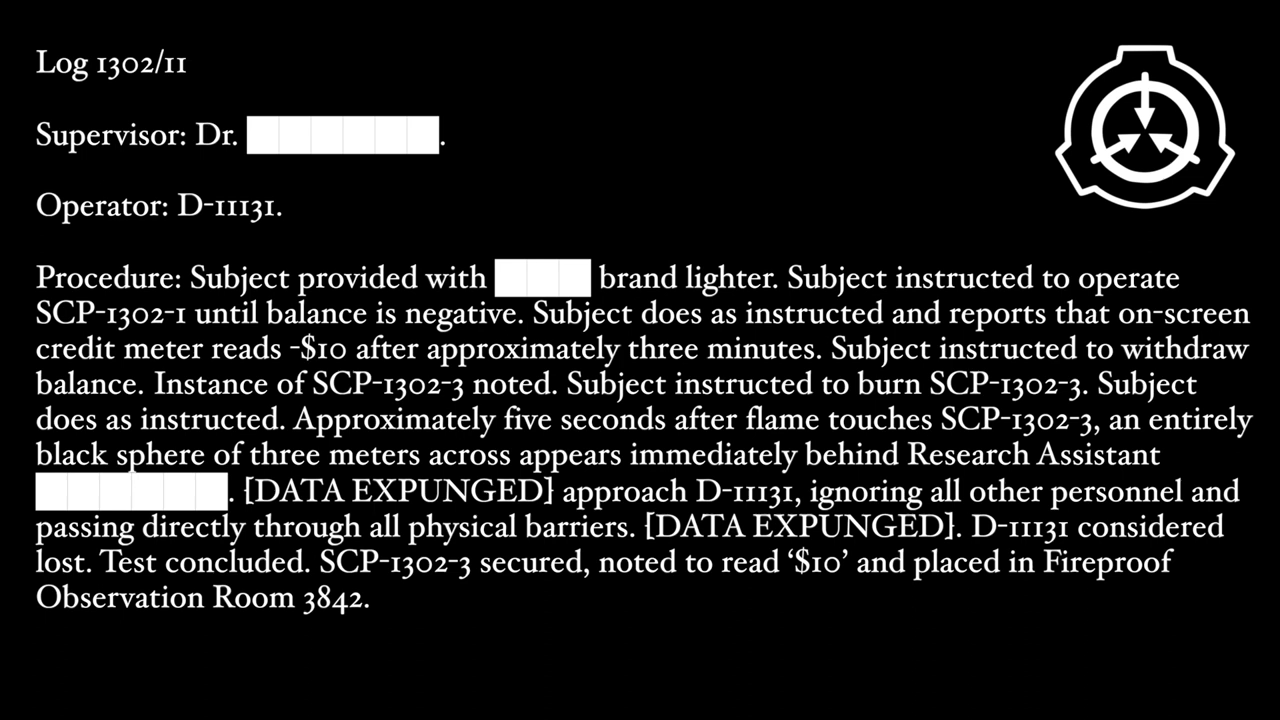 Log 1302/11
Supervisor: Dr. ██████.
Operator: D-11131.
Procedure: Subject provided with ███ brand lighter. Subject instructed to operate
SCP-1302-1 until balance is negative. Subject does as instructed and reports that on-screen
credit meter reads -$10 after approximately three minutes. Subject instructed to withdraw
balance. Instance of SCP-1302-3 noted. Subject instructed to burn SCP-1302-3. Subject
does as instructed. Approximately five seconds after flame touches SCP-1302-3, an entirely
black sphere of three meters across appears immediately behind Research Assistant
██████. [DATA EXPUNGED] approach D-11131, ignoring all other personnel and
passing directly through all physical barriers. [DATA EXPUNGED]. D-11131 considered
lost. Test concluded. SCP-1302-3 secured, noted to read ‘$10’ and placed in Fireproof
Observation Room 3842.